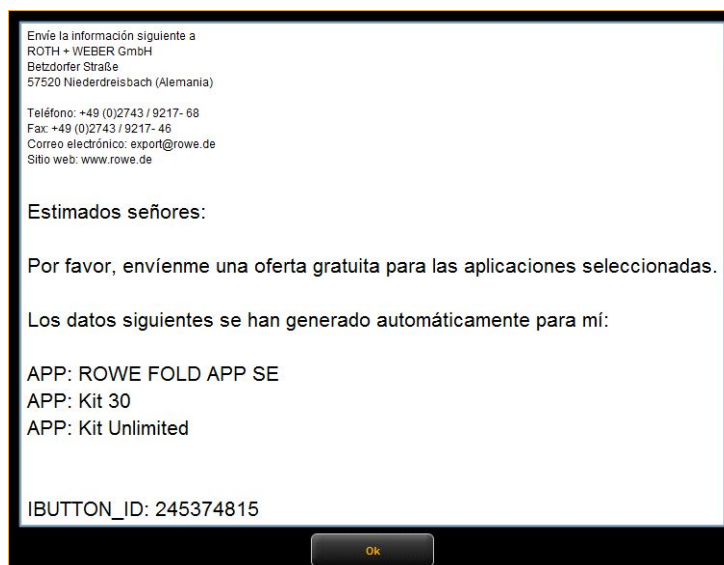 Envíe la información siguiente a
ROTH + WEBER GmbH
Betzdorfer Straße
57520 Niederdreisbach (Alemania)
Teléfono: +49 (0)2743 / 9217- 68
Fax: +49 (0)2743 / 9217- 46
Correo electrónico: export@rowe.de
Sitio web: www.rowe.de
Estimados señores:
Por favor, envíenme una oferta gratuita para las aplicaciones seleccionadas.
Los datos siguientes se han generado automáticamente para mí:
APP: ROWE FOLD APP SE
APP: Kit 30
APP: Kit Unlimited
IBUTTON_ID: 245374815
Ok